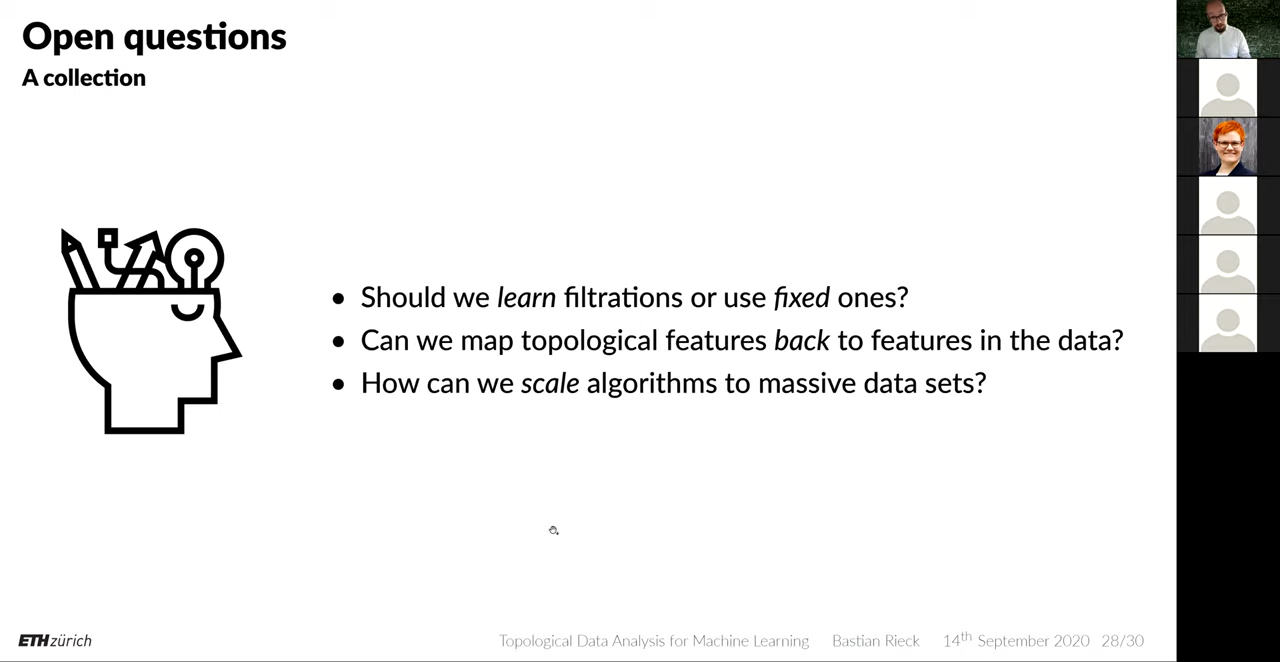 Open questions
A collection
• Should we learn filtrations or use fixed ones?
• Can we map topological features back to features in the data?
• How can we scale algorithms to massive data sets?
ETH zürich Topological Data Analysis for Machine Learning Bastian Rieck 14th September 2020 28/30